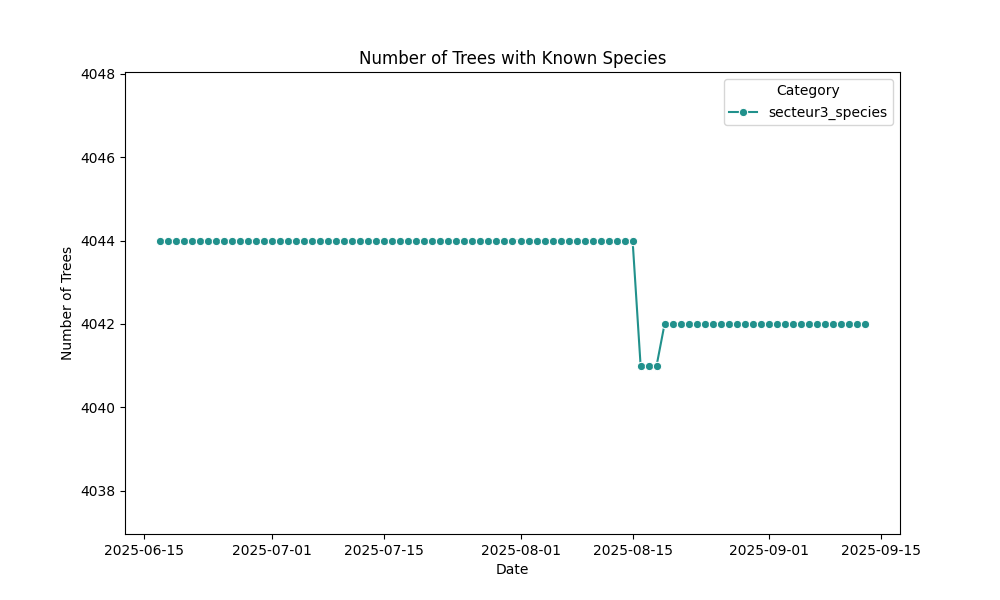 Number of Trees with Known Species
Category
secteur3_species
Number of Trees
4048
4046
4044
4042
4040
4038
2025-06-15 2025-07-01 2025-07-15 2025-08-01 2025-08-15 2025-09-01 2025-09-15
Date